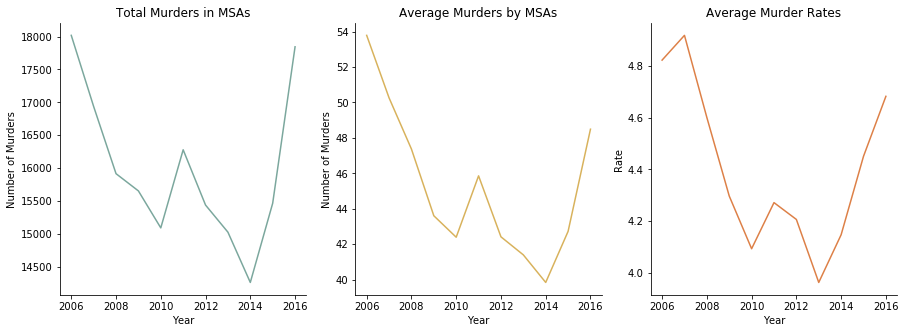 Total Murders in MSAs
Number of Murders
18000
17500
17000
16500
16000
15500
15000
14500
2006 2008 2010 2012 2014 2016
Year
Average Murders by MSAs
Number of Murders
54
52
50
48
46
44
42
40
2006 2008 2010 2012 2014 2016
Year
Average Murder Rates
Rate
4.8
4.6
4.4
4.2
4.0
2006 2008 2010 2012 2014 2016
Year